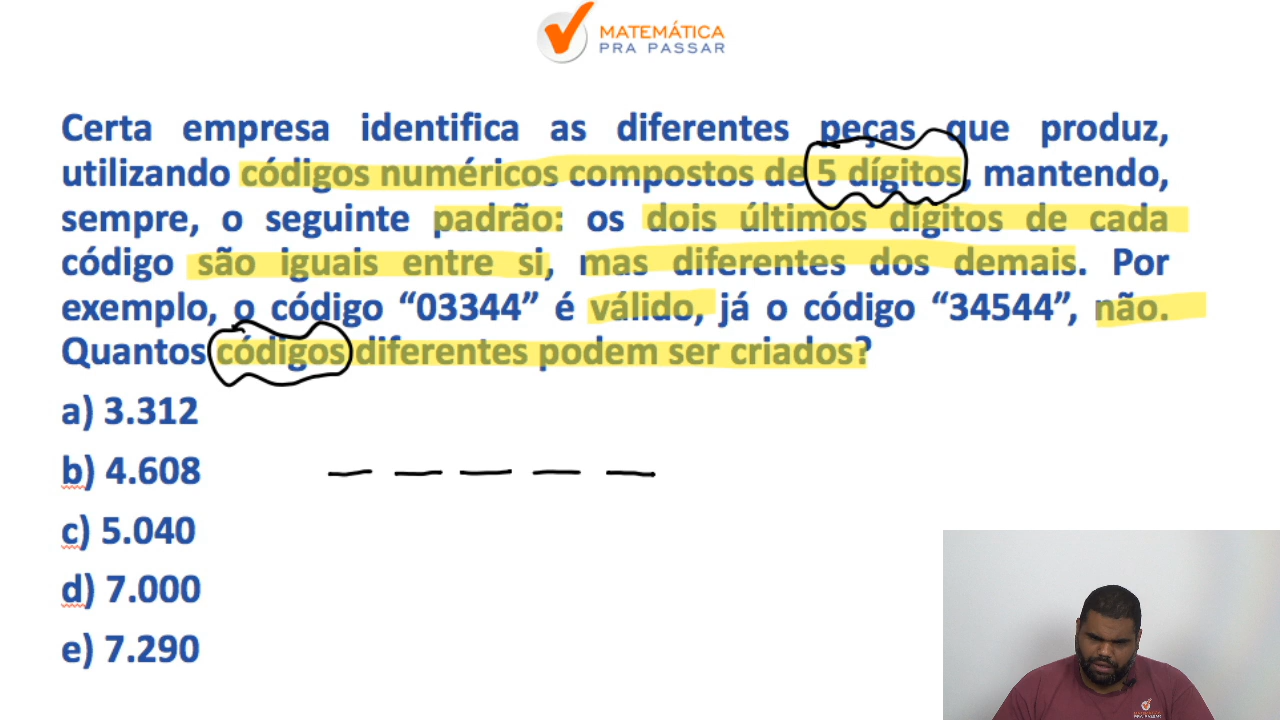 MATEMÁTICA
PRA PASSAR
Certa empresa identifica as diferentes peças que produz,
utilizando códigos numéricos compostos de 5 dígitos, mantendo,
sempre, o seguinte padrão: os dois últimos dígitos de cada
código são iguais entre si, mas diferentes dos demais. Por
exemplo, o código “03344” é válido, já o código “34544”, não.
Quantos códigos diferentes podem ser criados?
a) 3.312
b) 4.608
c) 5.040
d) 7.000
e) 7.290
MATEMÁTICA
PRA PASSAR